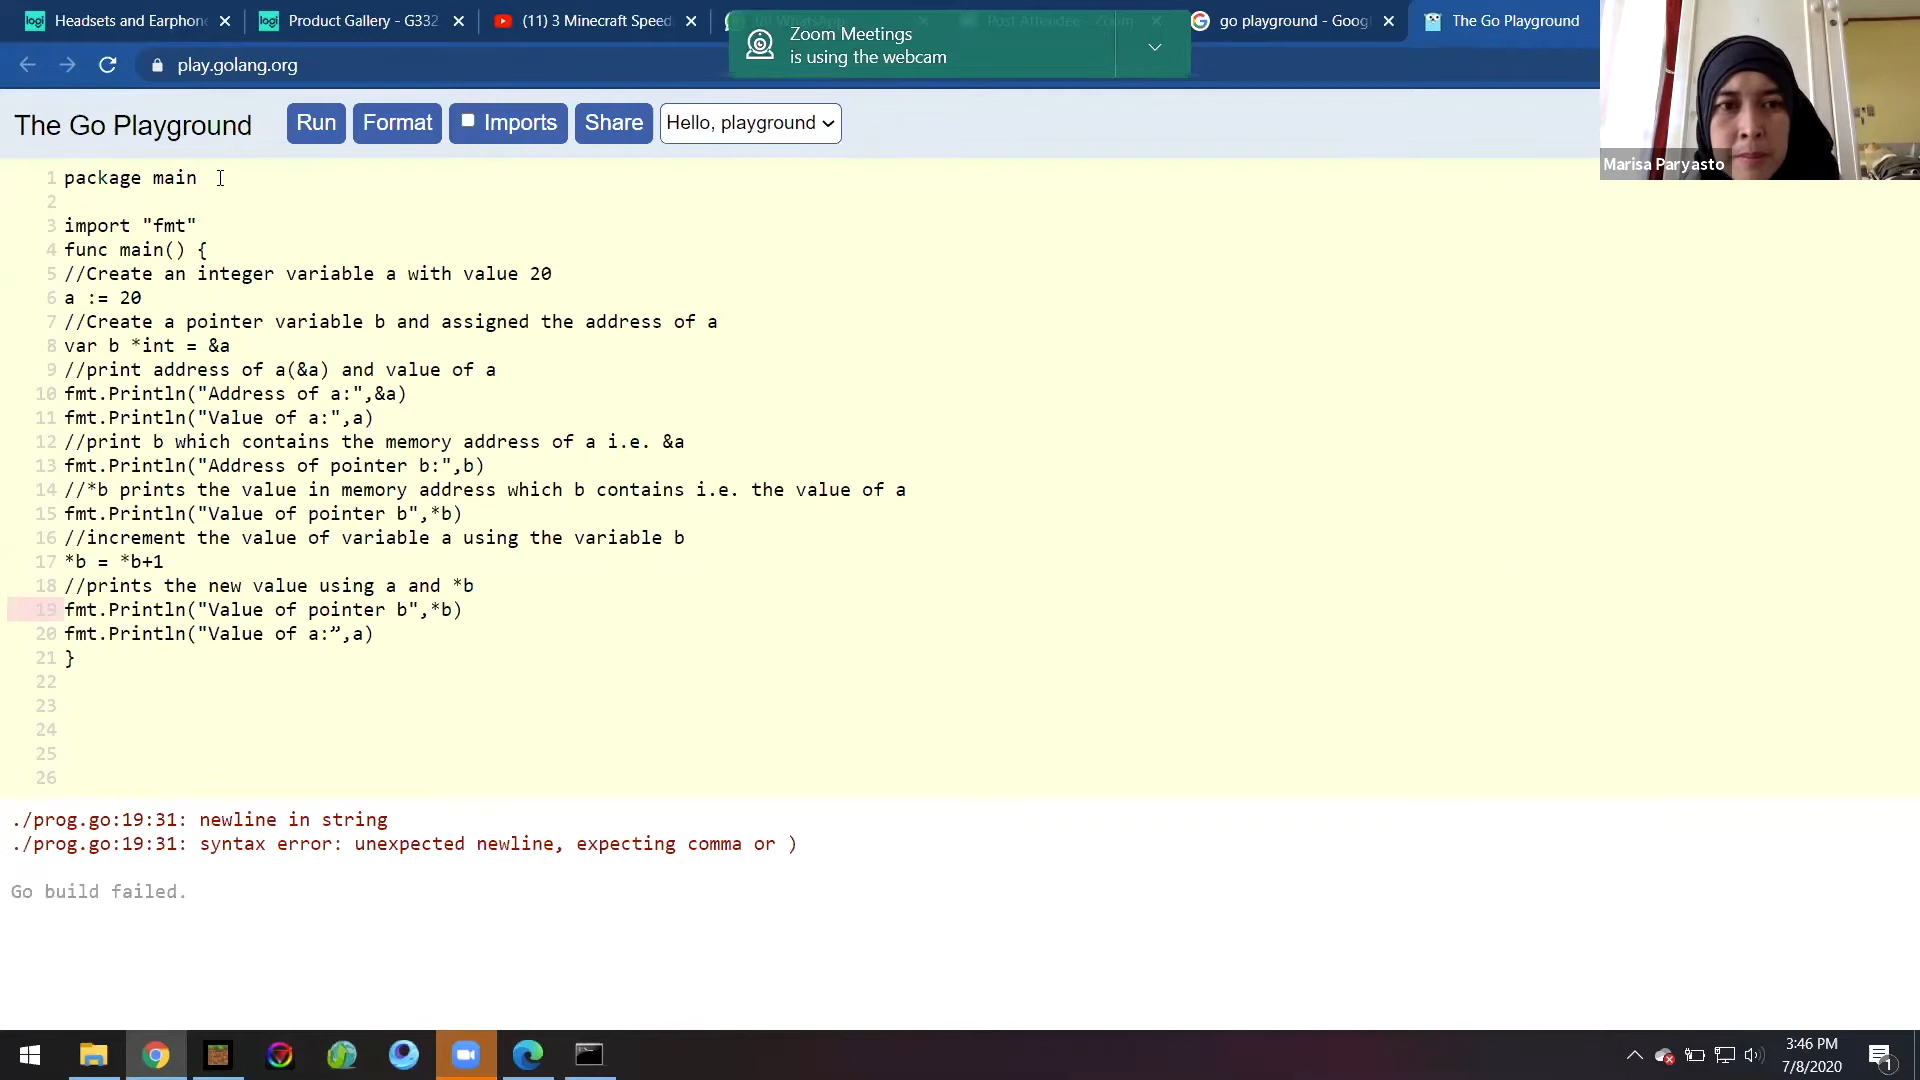 Headsets and Earphone
Product Gallery - G332
(11) 3 Minecraft Speed
go playground - Goog
The Go Playground
Zoom Meetings
is using the webcam
play.golang.org
The Go Playground
Run
Format
Imports
Share
Hello, playground
Marisa Paryasto
1 package main
2
3 import "fmt"
4 func main() {
5 //Create an integer variable a with value 20
6 a := 20
7 //Create a pointer variable b and assigned the address of a
8 var b *int = &a
9 //print address of a(&a) and value of a
10 fmt.Println("Address of a:",&a)
11 fmt.Println("Value of a:",a)
12 //print b which contains the memory address of a i.e. &a
13 fmt.Println("Address of pointer b:",b)
14 //*b prints the value in memory address which b contains i.e. the value of a
15 fmt.Println("Value of pointer b",*b)
16 //increment the value of variable a using the variable b
17 *b = *b+1
18 //prints the new value using a and *b
19 fmt.Println("Value of pointer b",*b)
20 fmt.Println("Value of a:”,a)
21 }
22
23
24
25
26
./prog.go:19:31: newline in string
./prog.go:19:31: syntax error: unexpected newline, expecting comma or )
Go build failed.
3:46 PM
7/8/2020
1